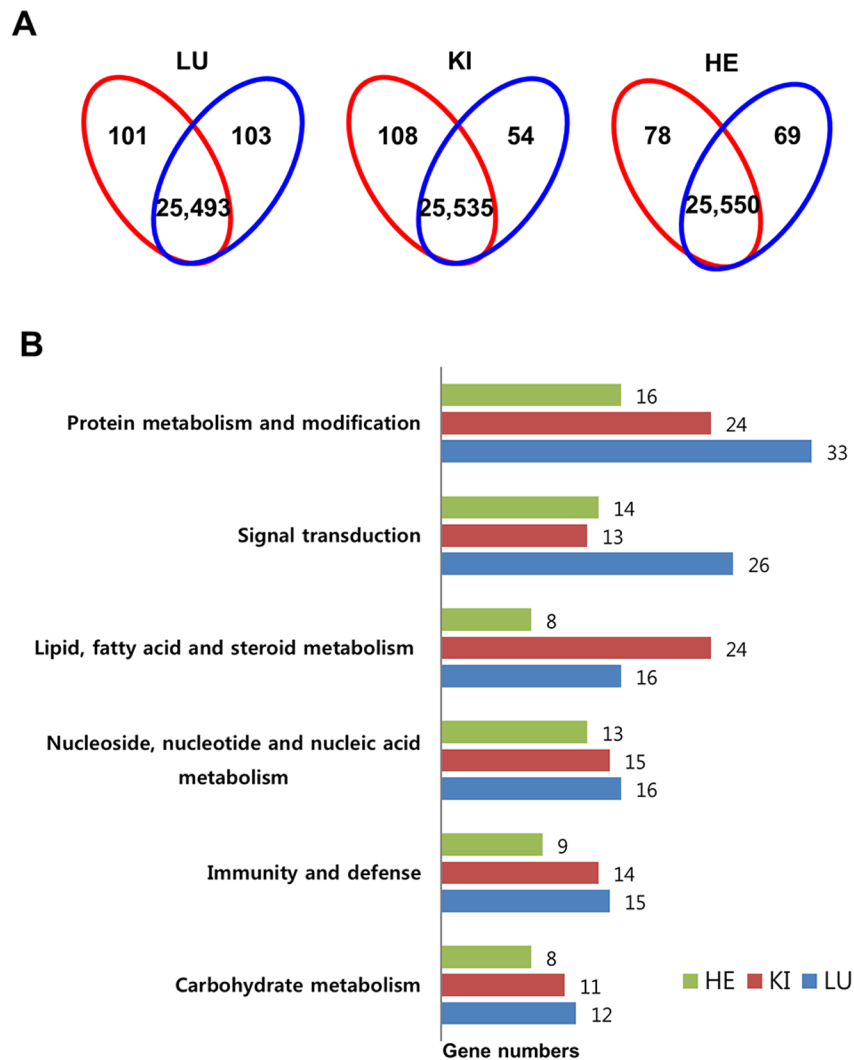 A
LU
KI
HE
101
103
25,493
108
54
25,535
78
69
25,550
B
Protein metabolism and modification
16
24
33
Signal transduction
14
13
26
Lipid, fatty acid and steroid metabolism
8
24
16
Nucleoside, nucleotide and nucleic acid
metabolism
13
15
16
Immunity and defense
9
14
15
Carbohydrate metabolism
8
11
12
HE
KI
LU
Gene numbers